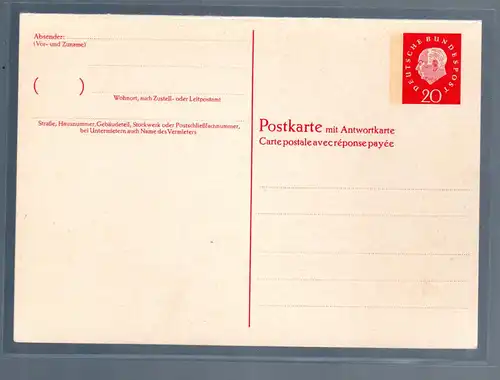 Absender:
(Vor- und Zuname)
( )
Wohnort, auch Zustell- oder Leitpostamt
Straße, Hausnummer, Gebäudeteil, Stockwerk oder Postschließfachnummer,
bei Untermietern auch Name des Vermieters
DEUTSCHE BUNDESPOST
20
Postkarte mit Antwortkarte
Carte postale avec réponse payée